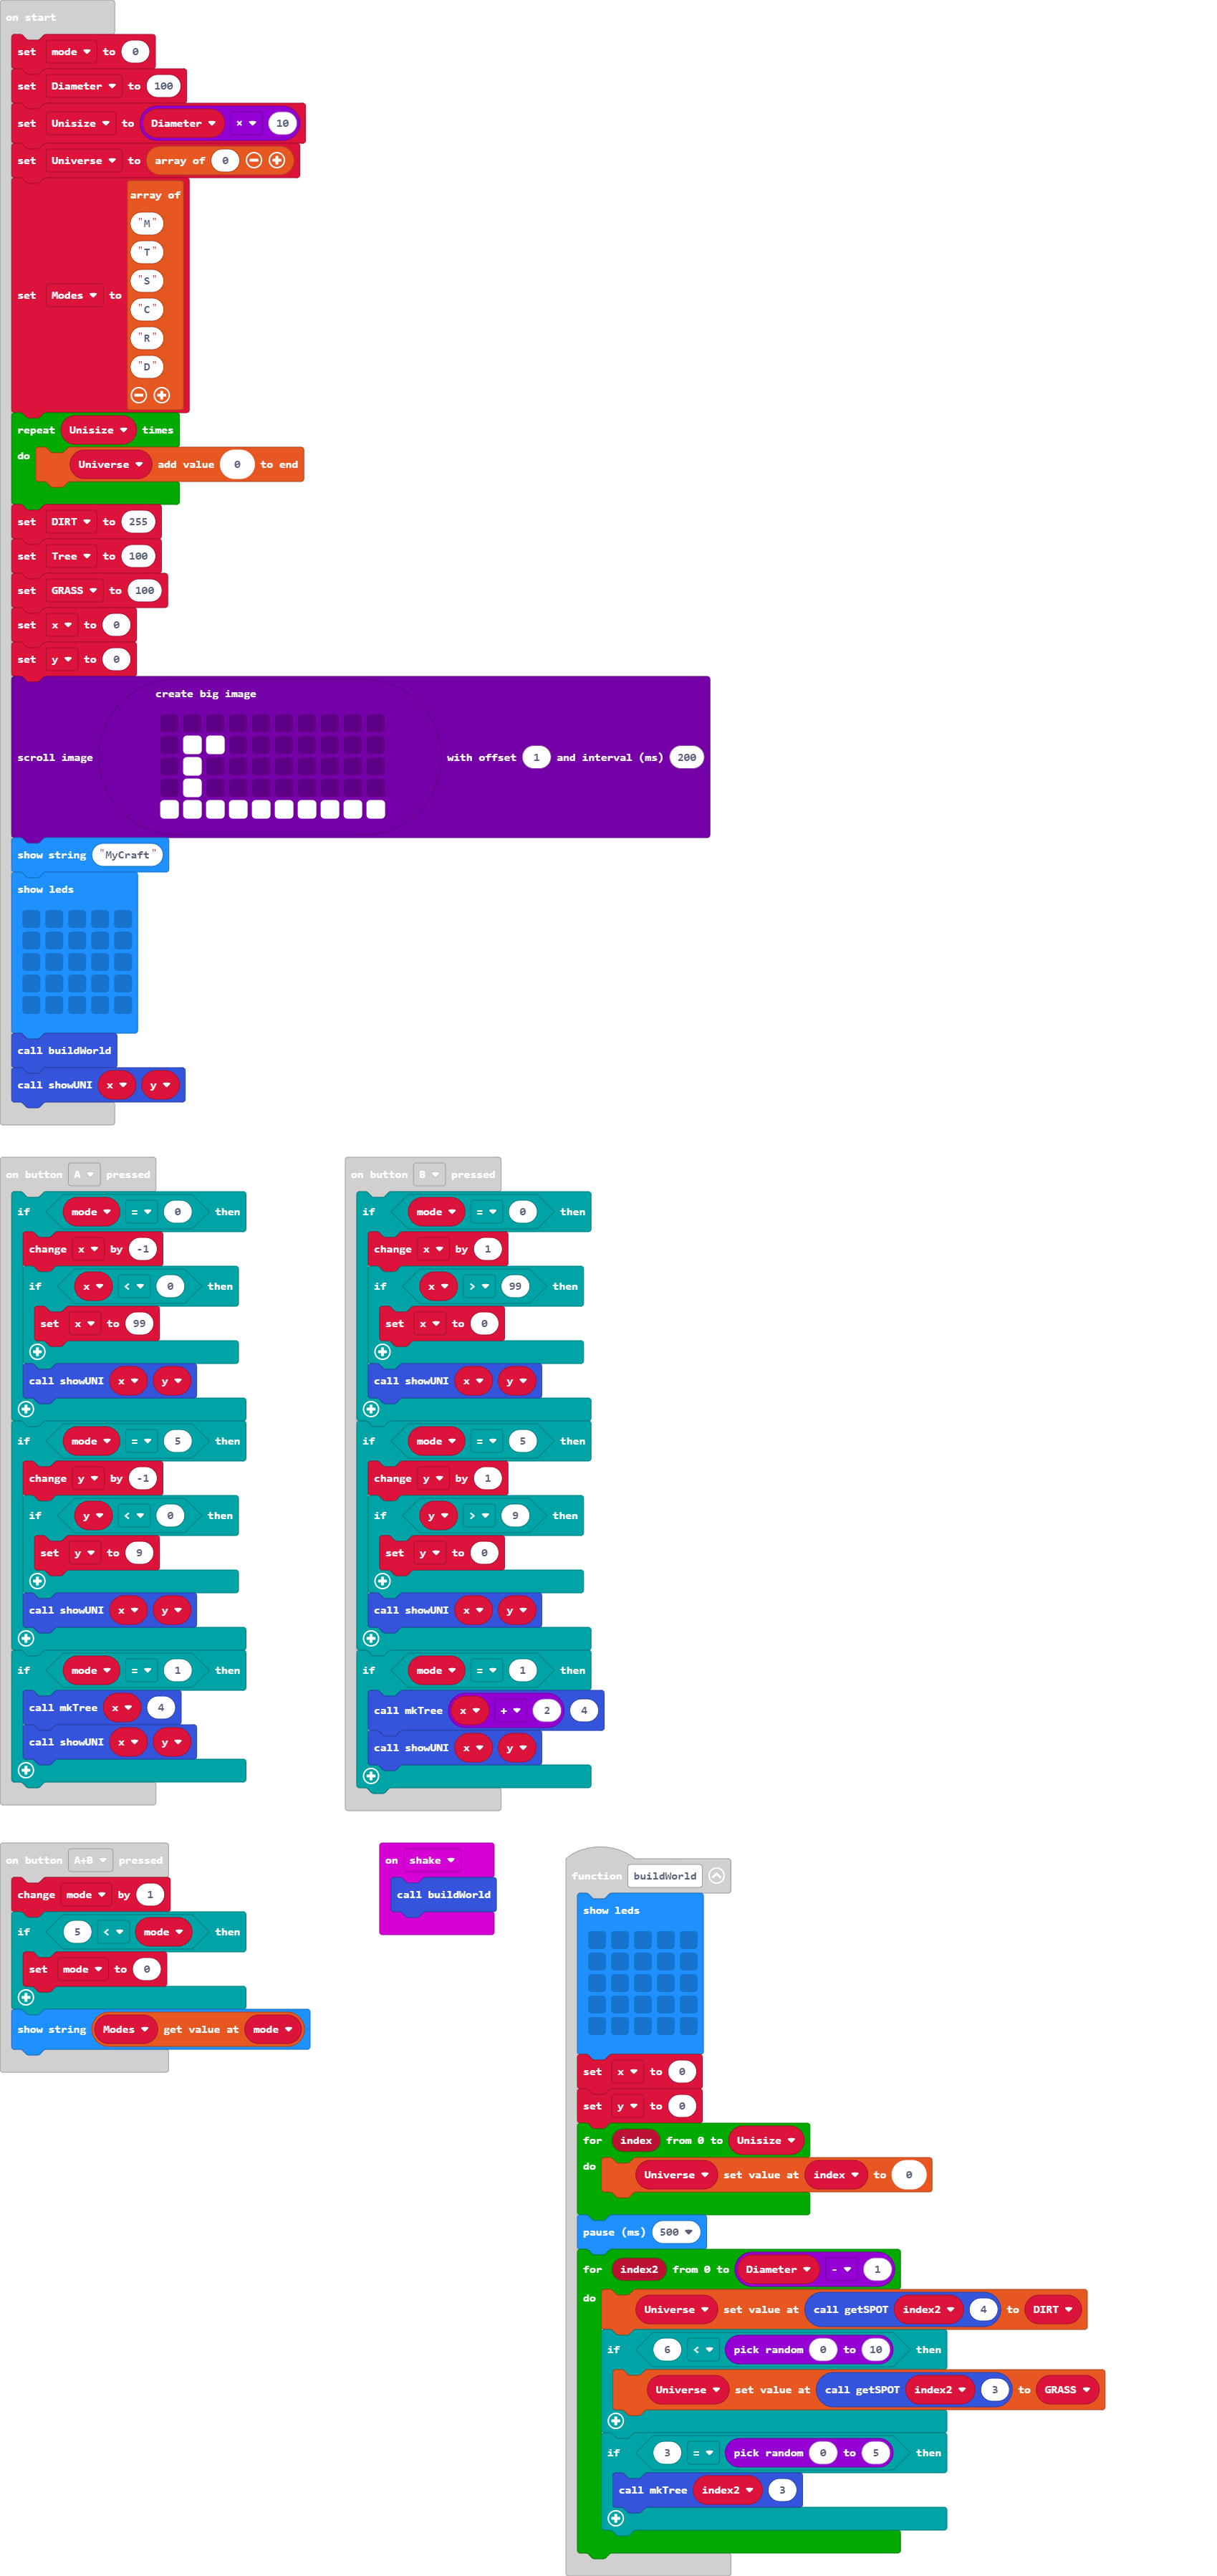 on start
set mode to 0
set Diameter to 100
set Unisize to Diameter × 10
set Universe to array of 0
set Modes to array of
"M"
"T"
"S"
"C"
"R"
"D"
repeat Unisize times
do Universe add value 0 to end
set DIRT to 255
set Tree to 100
set GRASS to 100
set x to 0
set y to 0
scroll image create big image with offset 1 and interval (ms) 200
show string "MyCraft"
show leds
call buildWorld
call showUNI x y
on button A pressed
if mode = 0 then
change x by -1
if x < 0 then
set x to 99
call showUNI x y
if mode = 5 then
change y by -1
if y < 0 then
set y to 9
call showUNI x y
if mode = 1 then
call mkTree x 4
call showUNI x y
on button B pressed
if mode = 0 then
change x by 1
if x > 99 then
set x to 0
call showUNI x y
if mode = 5 then
change y by 1
if y > 9 then
set y to 0
call showUNI x y
if mode = 1 then
call mkTree x + 2 4
call showUNI x y
on button A+B pressed
change mode by 1
if 5 < mode then
set mode to 0
show string Modes get value at mode
on shake
call buildWorld
function buildWorld
show leds
set x to 0
set y to 0
for index from 0 to Unisize
do Universe set value at index to 0
pause (ms) 500
for index2 from 0 to Diameter - 1
do Universe set value at call getSPOT index2 4 to DIRT
if 6 < pick random 0 to 10 then
Universe set value at call getSPOT index2 3 to GRASS
if 3 = pick random 0 to 5 then
call mkTree index2 3